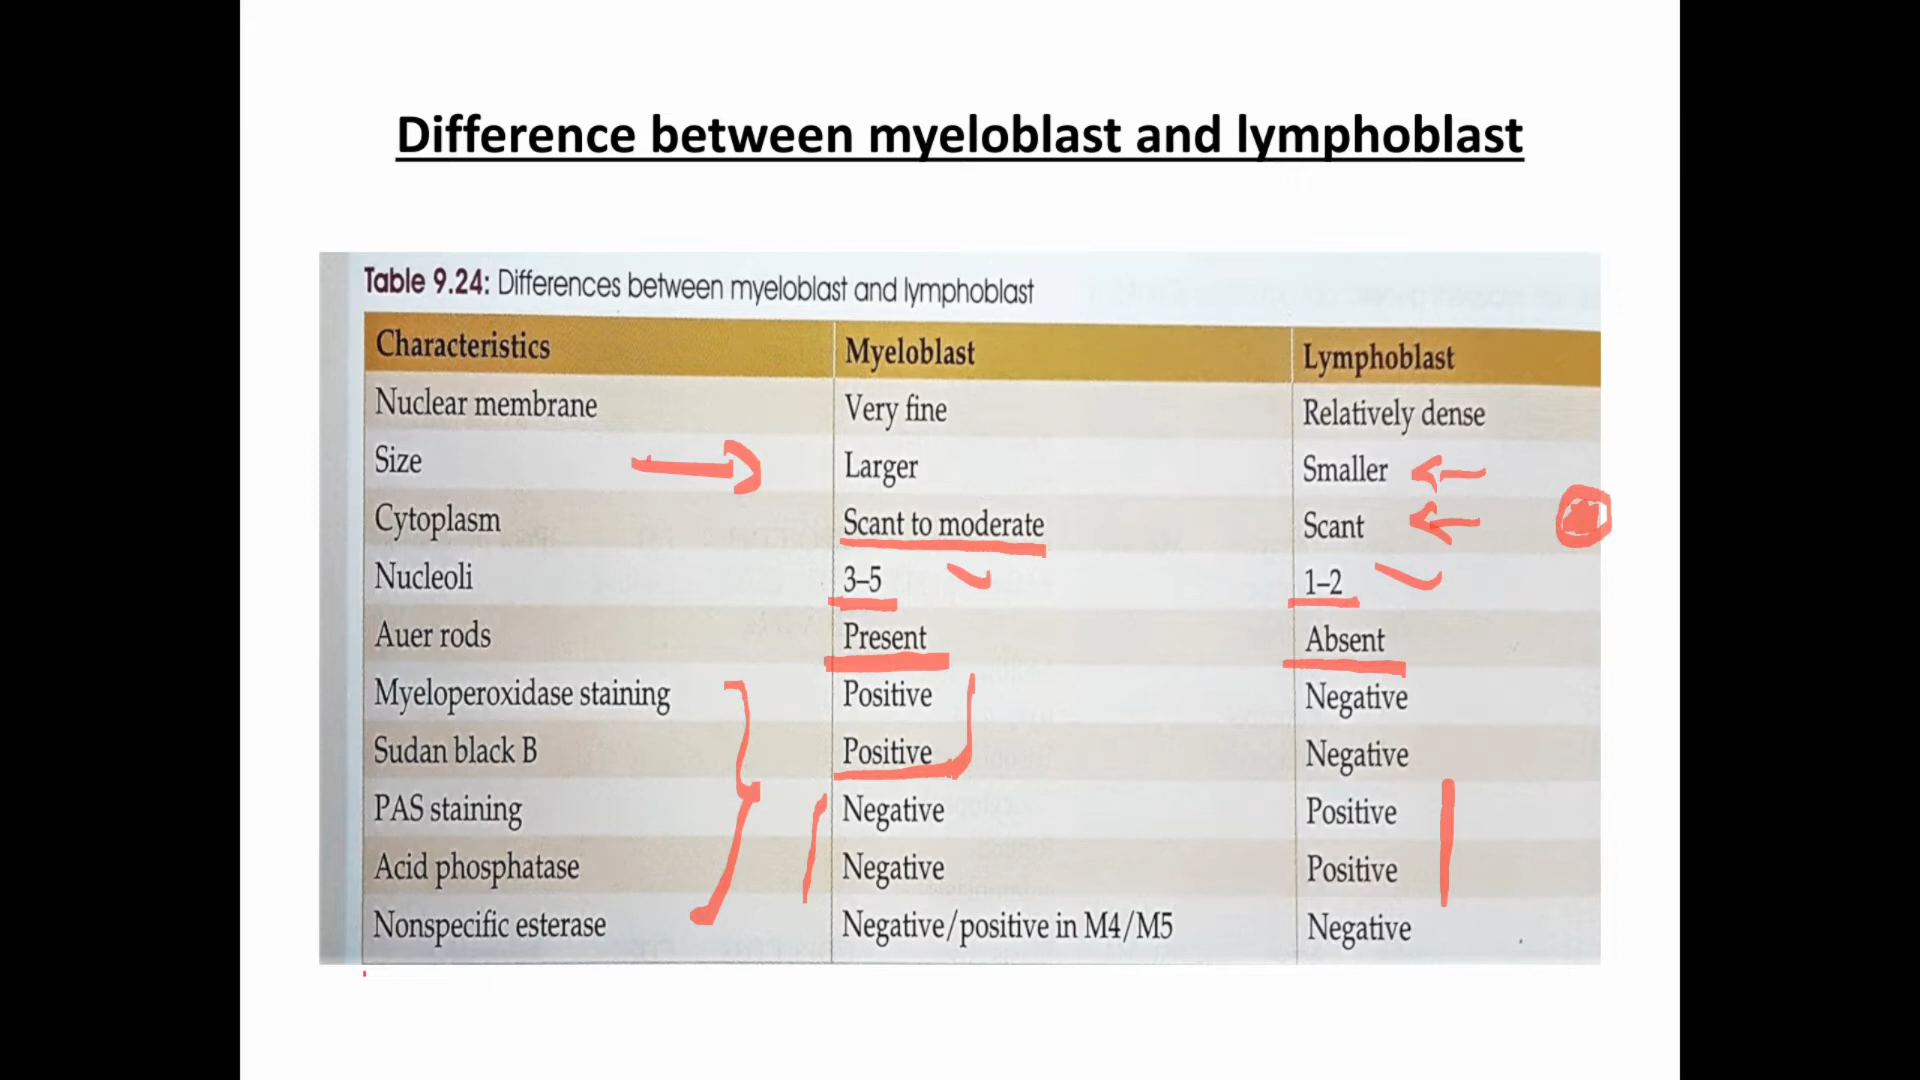 Difference between myeloblast and lymphoblast
Table 9.24: Differences between myeloblast and lymphoblast
Characteristics Myeloblast Lymphoblast
Nuclear membrane Very fine Relatively dense
Size Larger Smaller
Cytoplasm Scant to moderate Scant
Nucleoli 3–5 1–2
Auer rods Present Absent
Myeloperoxidase staining Positive Negative
Sudan black B Positive Negative
PAS staining Negative Positive
Acid phosphatase Negative Positive
Nonspecific esterase Negative/positive in M4/M5 Negative